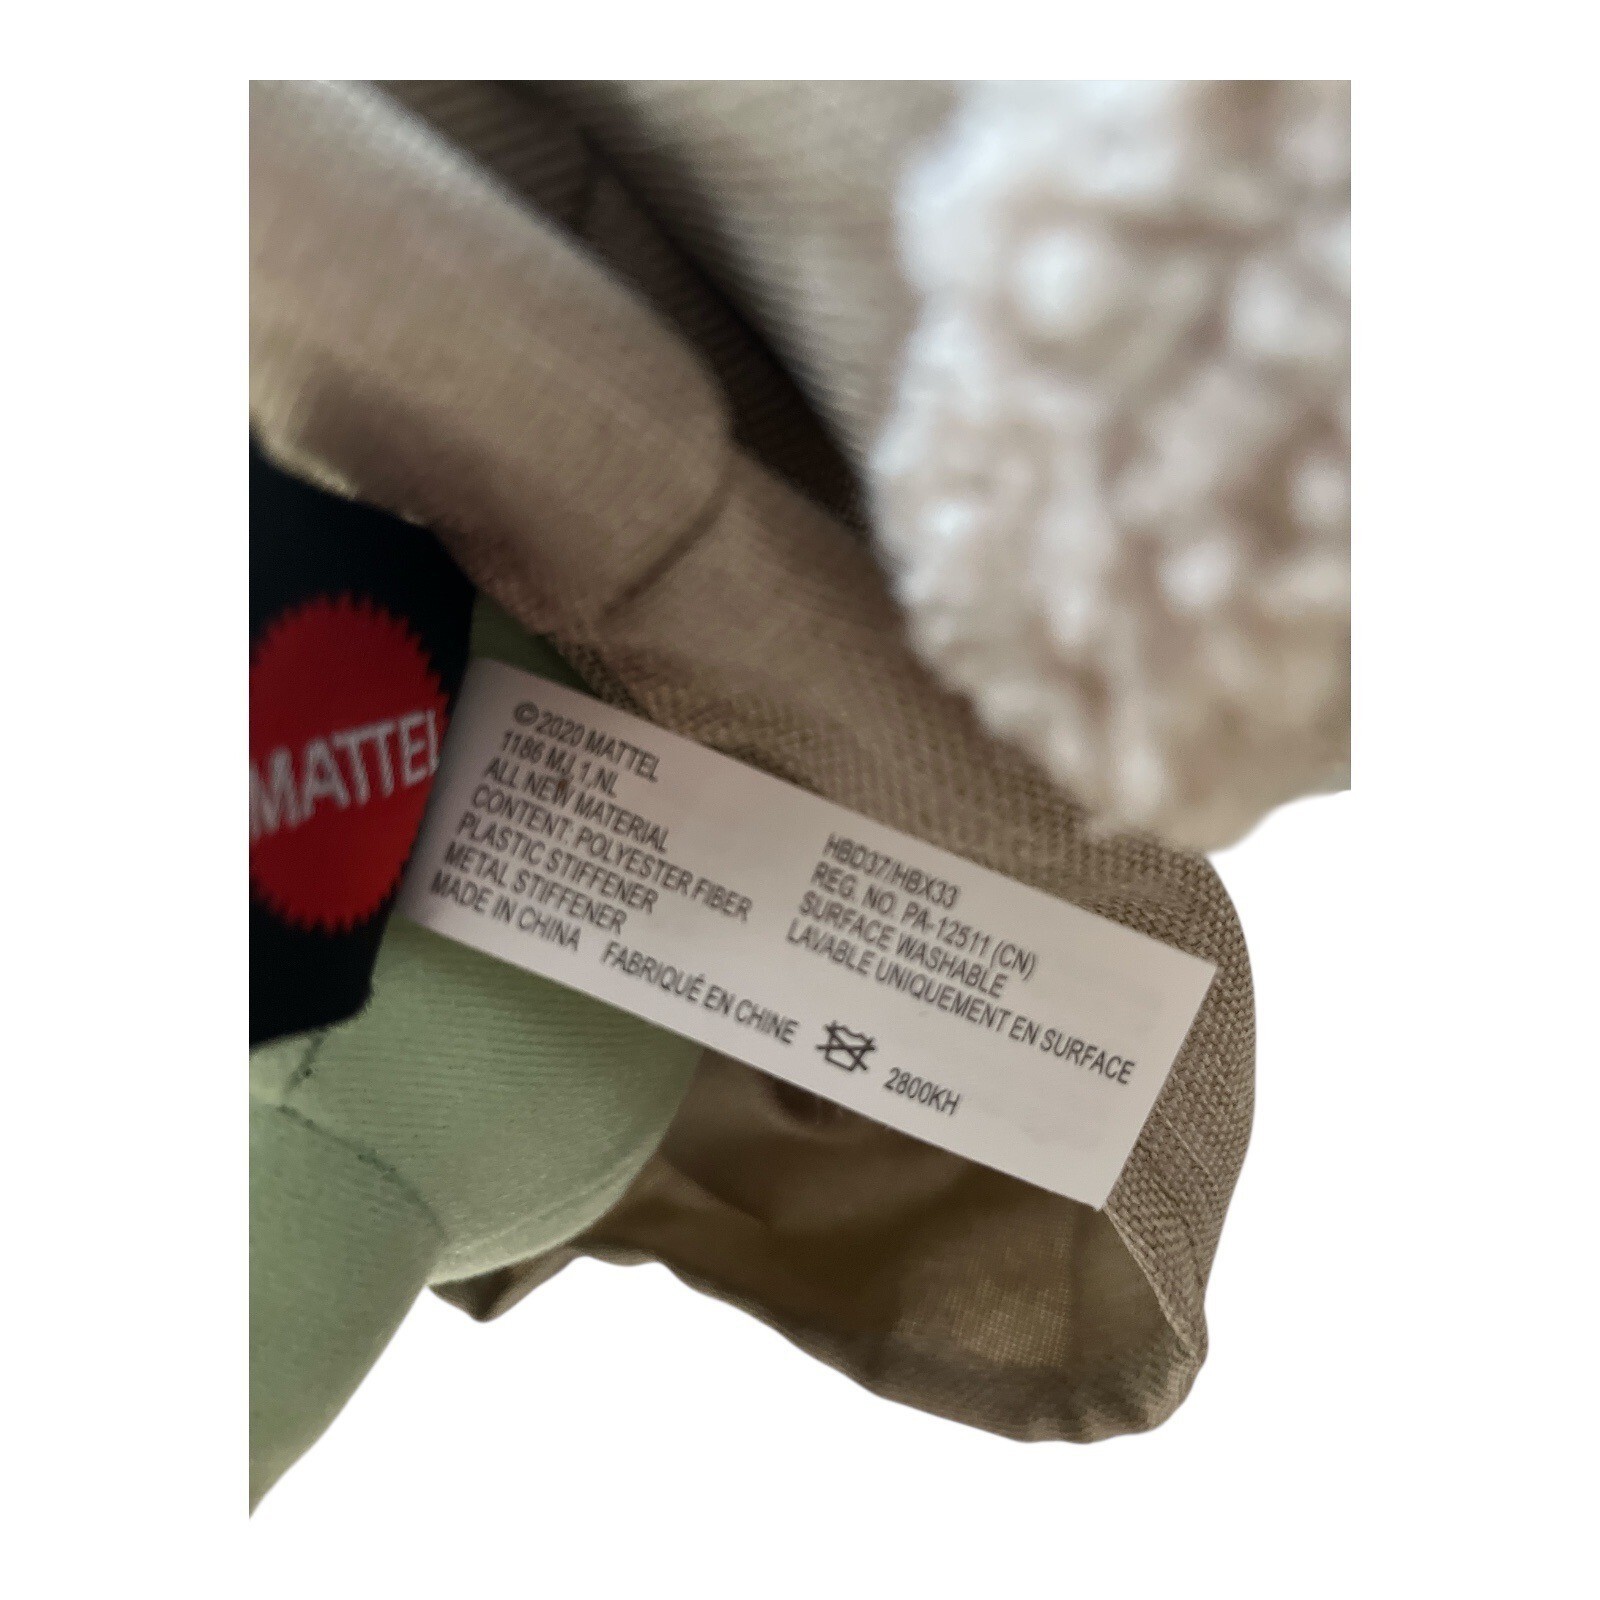 MATTEL
©2020 MATTEL
1186 MJ, 1, NL
ALL NEW MATERIAL
CONTENT: POLYESTER FIBER
PLASTIC STIFFENER
METAL STIFFENER
MADE IN CHINA FABRIQUÉ EN CHINE
HBD37/HBX33
REG. NO. PA-12511 (CN)
SURFACE WASHABLE
LAVABLE UNIQUEMENT EN SURFACE
2800KH